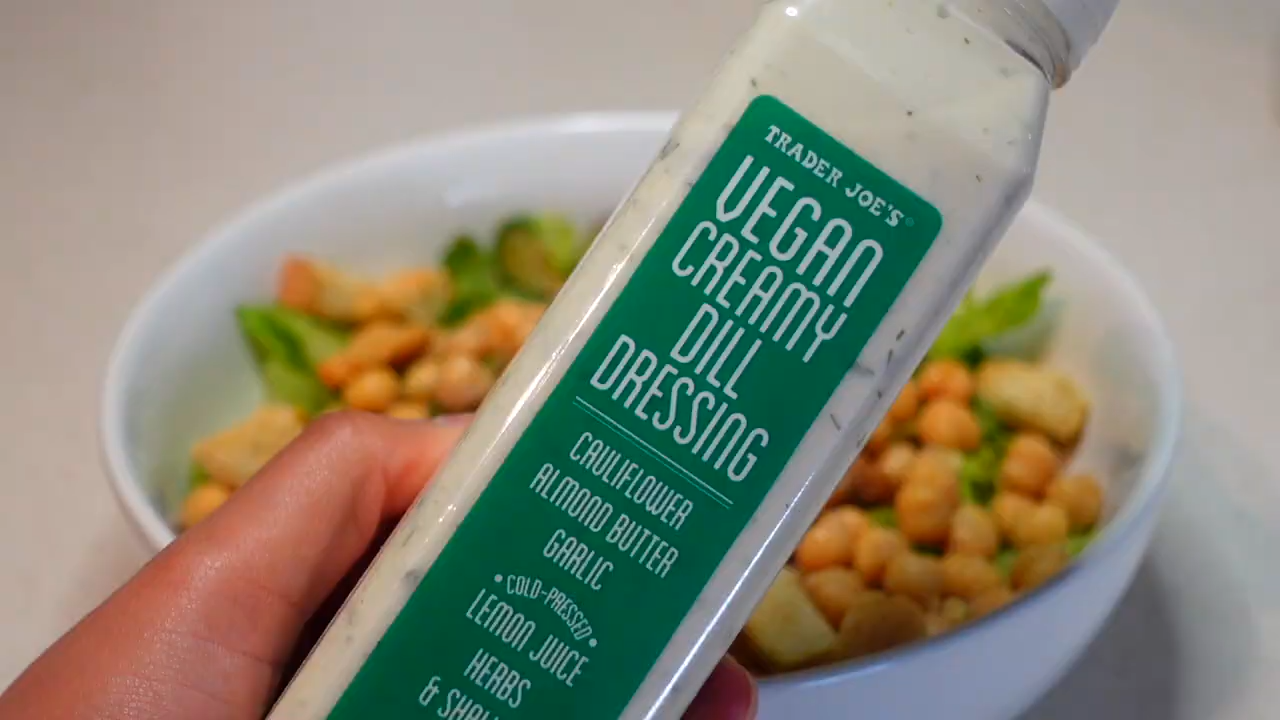 TRADER JOE'S
VEGAN
CREAMY
DILL
DRESSING
CAULIFLOWER
ALMOND BUTTER
GARLIC
• COLD-PRESSED •
LEMON JUICE
HERBS
&